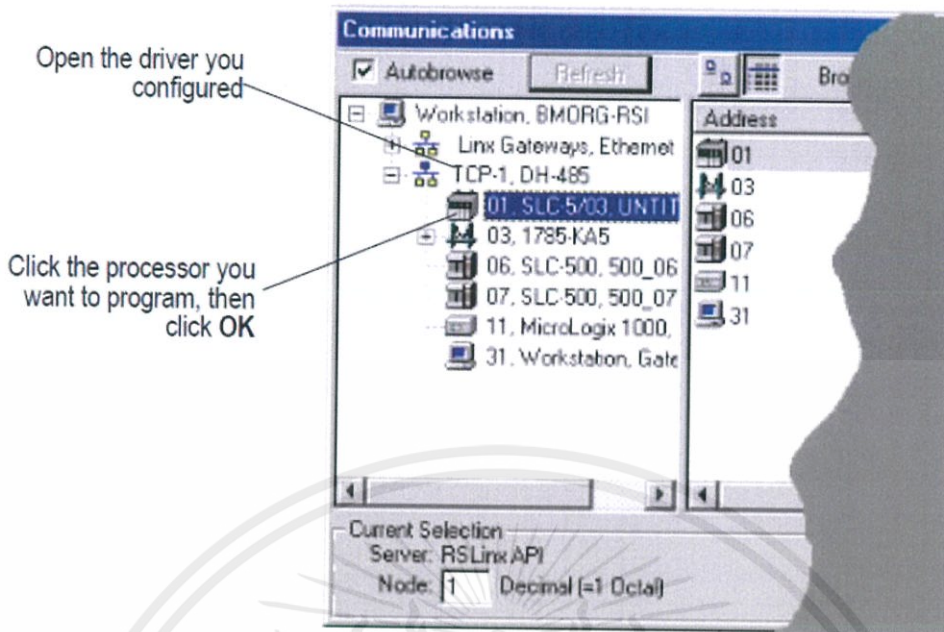 Open the driver you
configured
Click the processor you
want to program, then
click OK
Communications
Autobrowse
Refresh
Workstation, BMORG-RSI
Linx Gateways, Ethernet
TCP-1, DH-485
01, SLC-5/03, UNTIT
03, 1785-KA5
06, SLC-500, 500_06
07, SLC-500, 500_07
11, MicroLogix 1000,
31, Workstation, Gate
Bro
Address
01
03
06
07
11
31
Current Selection
Server: RSLinx API
Node: 1 Decimal (=1 Octal)